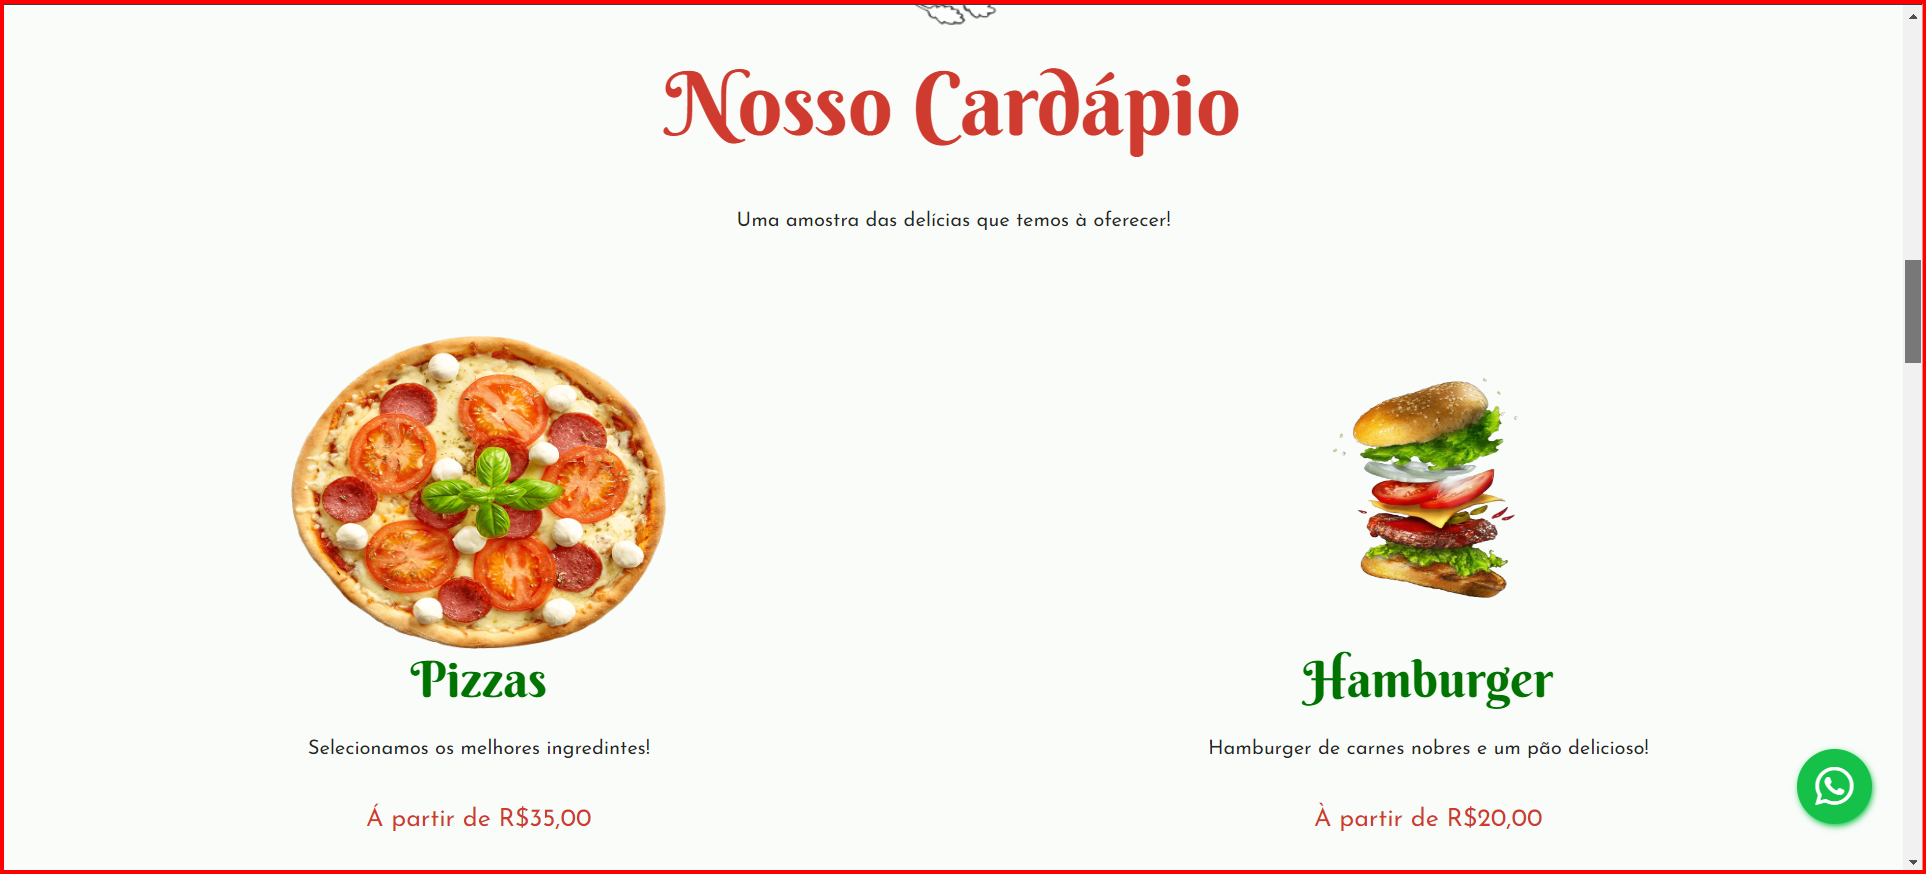 Nosso Cardápio
Uma amostra das delícias que temos à oferecer!
Pizzas
Selecionamos os melhores ingredintes!
Á partir de R$35,00
Hamburger
Hamburger de carnes nobres e um pão delicioso!
À partir de R$20,00